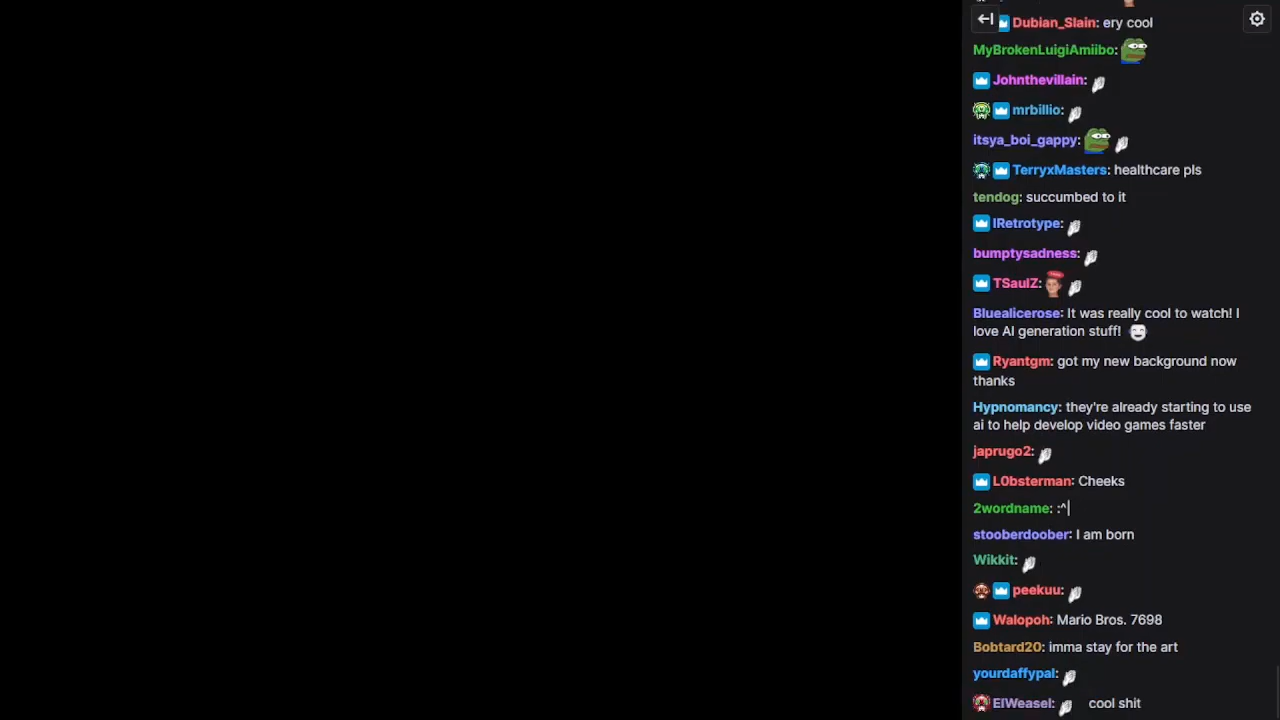 Dubian_Slain: ery cool
MyBrokenLuigiAmiibo:
Johnthevillain:
mrbillio:
itsya_boi_gappy:
TerryxMasters: healthcare pls
tendog: succumbed to it
IRetrotype:
bumptysadness:
TSaulZ:
Bluealicerose: It was really cool to watch! I
love AI generation stuff!
Ryantgm: got my new background now
thanks
Hypnomancy: they're already starting to use
ai to help develop video games faster
japrugo2:
L0bsterman: Cheeks
2wordname: :^|
stooberdoober: I am born
Wikkit:
peekuu:
Walopoh: Mario Bros. 7698
Bobtard20: imma stay for the art
yourdaffypal:
ElWeasel: cool shit